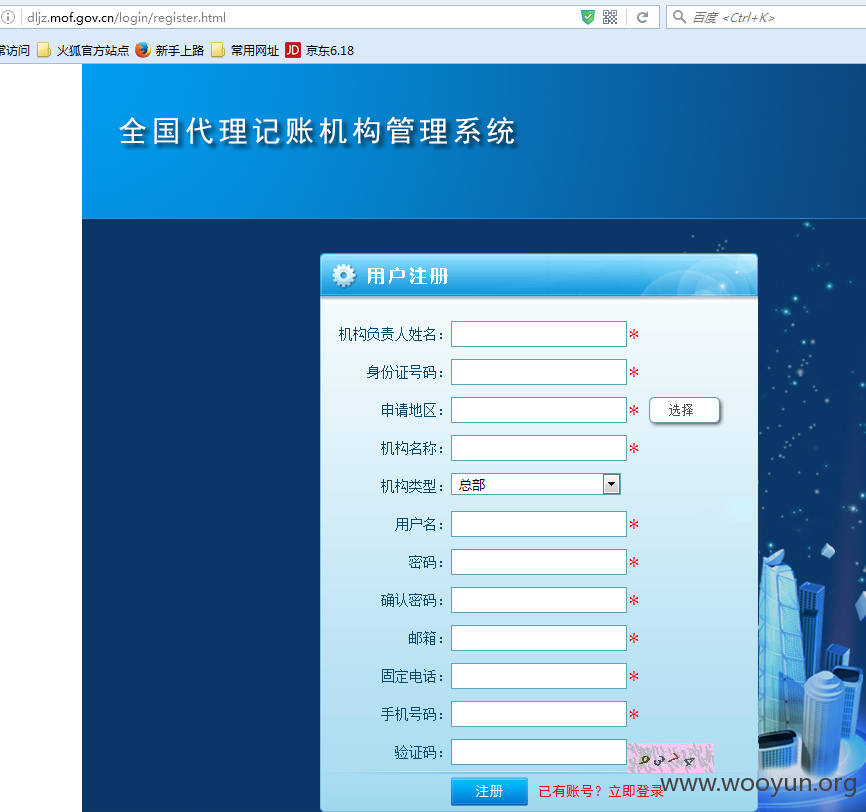 dljz.mof.gov.cn/login/register.html
百度 <Ctrl+K>
常访问 火狐官方站点 新手上路 常用网址 JD 京东6.18
全国代理记账机构管理系统
用户注册
机构负责人姓名： *
身份证号码： *
申请地区： * 选择
机构名称： *
机构类型： 总部
用户名： *
密码： *
确认密码： *
邮箱： *
固定电话： *
手机号码： *
验证码：
注册 已有账号？立即登录
www.wooyun.org